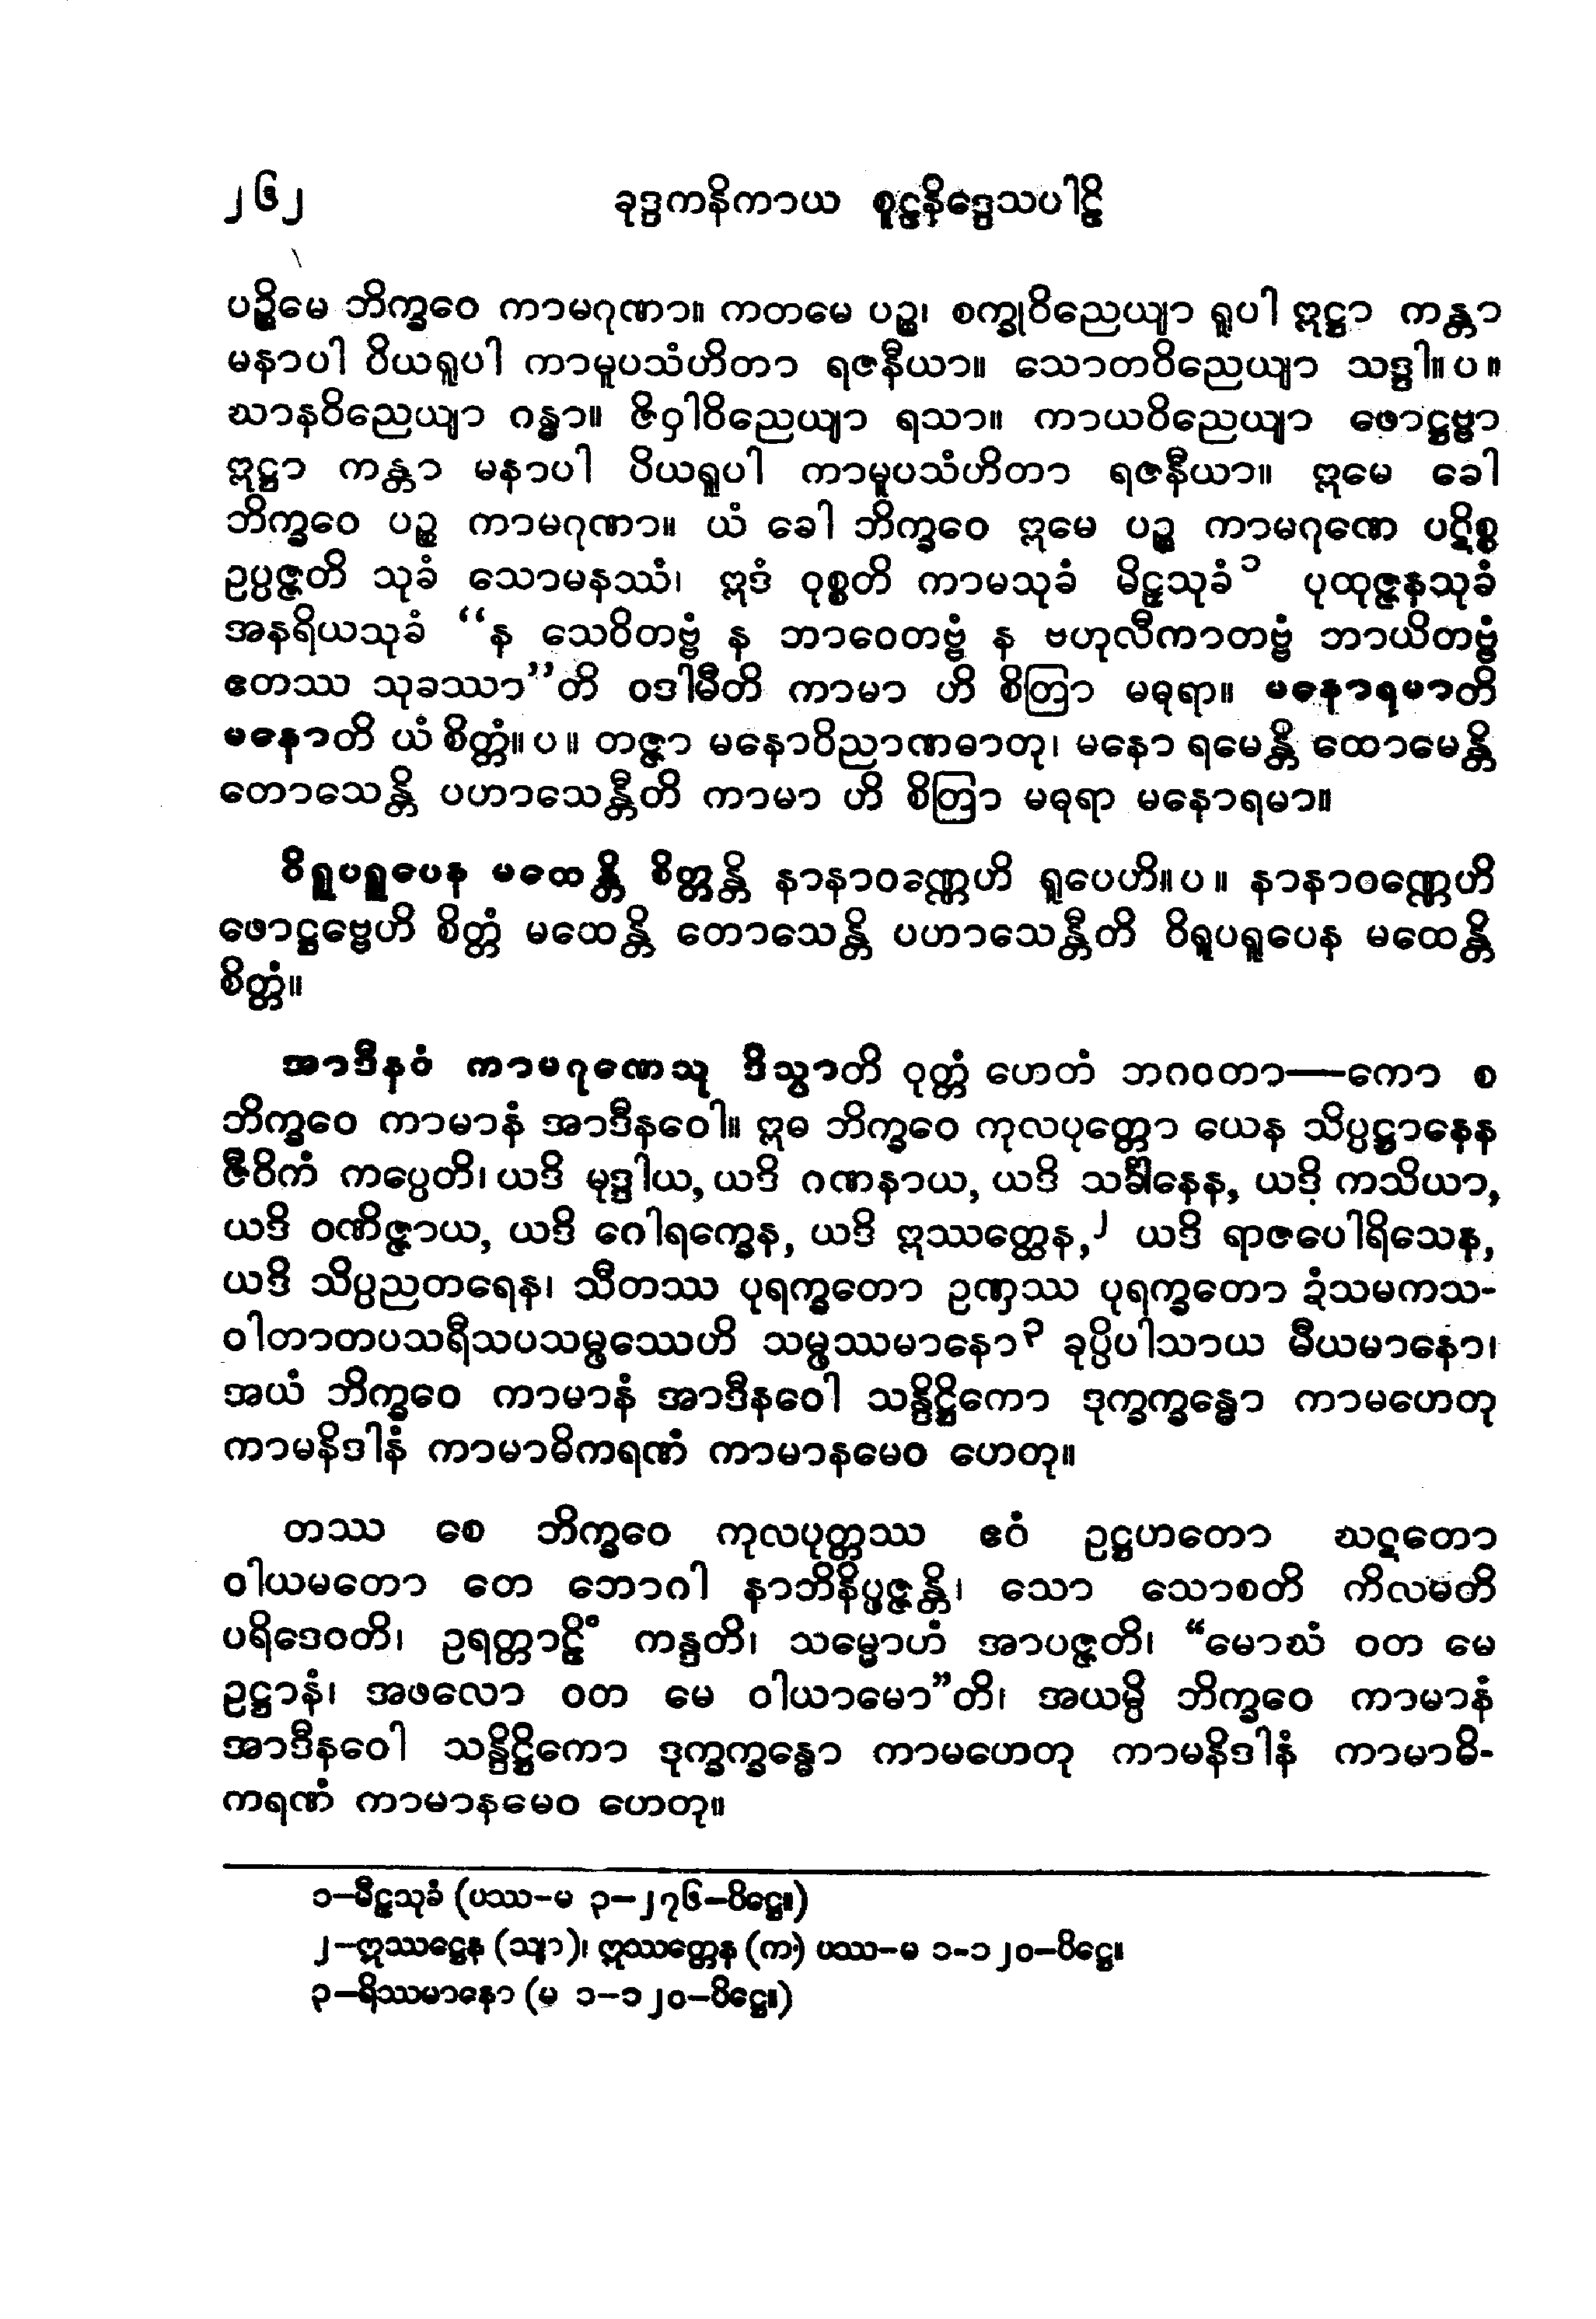 ၂၆၂ ခုဒ္ဒကနိကာယ စူဠနိဒ္ဒေသပါဠိ
ပဉ္စိမေ ဘိက္ခဝေ ကာမဂုဏာ။ ကတမေ ပဉ္စ၊ စက္ခုဝိညေယျာ ရူပါ ဣဋ္ဌာ ကန္တာ
မနာပါ ပိယရူပါ ကာမူပသံဟိတာ ရဇနီယာ။ သောတဝိညေယျာ သဒ္ဒါ။ပ။
ဃာနဝိညေယျာ ဂန္ဓာ။ ဇိဝှါဝိညေယျာ ရသာ။ ကာယဝိညေယျာ ဖောဋ္ဌဗ္ဗာ
ဣဋ္ဌာ ကန္တာ မနာပါ ပိယရူပါ ကာမူပသံဟိတာ ရဇနီယာ။ ဣမေ ခေါ
ဘိက္ခဝေ ပဉ္စ ကာမဂုဏာ။ ယံ ခေါ ဘိက္ခဝေ ဣမေ ပဉ္စ ကာမဂုဏေ ပဋိစ္စ
ဥပ္ပဇ္ဇတိ သုခံ သောမနဿံ၊ ဣဒံ ဝုစ္စတိ ကာမသုခံ မိဠှသုခံ၁ ပုထုဇ္ဇနသုခံ
အနရိယသုခံ “န သေဝိတဗ္ဗံ န ဘာဝေတဗ္ဗံ န ဗဟုလီကာတဗ္ဗံ ဘာယိတဗ္ဗံ
ဧတဿ သုခဿာ”တိ ဝဒါမီတိ ကာမာ ဟိ စိတြာ မဓုရာ။ မနောရမာတိ
မနောတိ ယံ စိတ္တံ။ပ။ တဇ္ဇာ မနောဝိညာဏဓာတု၊ မနော ရမေန္တိ ထောမေန္တိ
တောသေန္တိ ပဟာသေန္တီတိ ကာမာ ဟိ စိတြာ မဓုရာ မနောရမာ။
ဝိရူပရူပေန မထေန္တိ စိတ္တန္တိ နာနာဝဏ္ဏေဟိ ရူပေဟိ။ပ။ နာနာဝဏ္ဏေဟိ
ဖောဋ္ဌဗ္ဗေဟိ စိတ္တံ မထေန္တိ တောသေန္တိ ပဟာသေန္တီတိ ဝိရူပရူပေန မထေန္တိ
စိတ္တံ။
အာဒီနဝံ ကာမဂုဏေသု ဒိသွာတိ ဝုတ္တံ ဟေတံ ဘဂဝတာ—ကော စ
ဘိက္ခဝေ ကာမာနံ အာဒီနဝေါ။ ဣဓ ဘိက္ခဝေ ကုလပုတ္တော ယေန သိပ္ပဋ္ဌာနေန
ဇီဝိကံ ကပ္ပေတိ၊ ယဒိ မုဒ္ဒါယ, ယဒိ ဂဏနာယ, ယဒိ သင်္ခါနေန, ယဒိ ကသိယာ,
ယဒိ ဝဏိဇ္ဇာယ, ယဒိ ဂေါရက္ခေန, ယဒိ ဣဿတ္ထေန,၂ ယဒိ ရာဇပေါရိသေန,
ယဒိ သိပ္ပညတရေန၊ သီတဿ ပုရက္ခတော ဥဏှဿ ပုရက္ခတော ဍံသမကသ-
ဝါတာတပသရီသပသမ္ဖဿေဟိ သမ္ဖဿမာနော၃ ခုပ္ပိပါသာယ မီယမာနော၊
အယံ ဘိက္ခဝေ ကာမာနံ အာဒီနဝေါ သန္ဒိဋ္ဌိကော ဒုက္ခက္ခန္ဓော ကာမဟေတု
ကာမနိဒါနံ ကာမာဓိကရဏံ ကာမာနမေဝ ဟေတု။
တဿ စေ ဘိက္ခဝေ ကုလပုတ္တဿ ဧဝံ ဥဋ္ဌဟတော ဃဋတော
ဝါယမတော တေ ဘောဂါ နာဘိနိပ္ဖဇ္ဇန္တိ၊ သော သောစတိ ကိလမတိ
ပရိဒေဝတိ၊ ဥရတ္တာဠိံ ကန္ဒတိ၊ သမ္မောဟံ အာပဇ္ဇတိ၊ “မောဃံ ဝတ မေ
ဥဋ္ဌာနံ၊ အဖလော ဝတ မေ ဝါယာမော”တိ၊ အယမ္ပိ ဘိက္ခဝေ ကာမာနံ
အာဒီနဝေါ သန္ဒိဋ္ဌိကော ဒုက္ခက္ခန္ဓော ကာမဟေတု ကာမနိဒါနံ ကာမာဓိ-
ကရဏံ ကာမာနမေဝ ဟေတု။
၁–မီဠှသုခံ (ပဿ-မ ၃–၂၇၆–ပိဋ္ဌေ။)
၂–ဣဿဋ္ဌေန (သျာ)၊ ဣဿတ္တေန (က) ပဿ-မ ၁-၁၂၀–ပိဋ္ဌေ။
၃–ရိဿမာနော (မ ၁–၁၂၀–ပိဋ္ဌေ။)